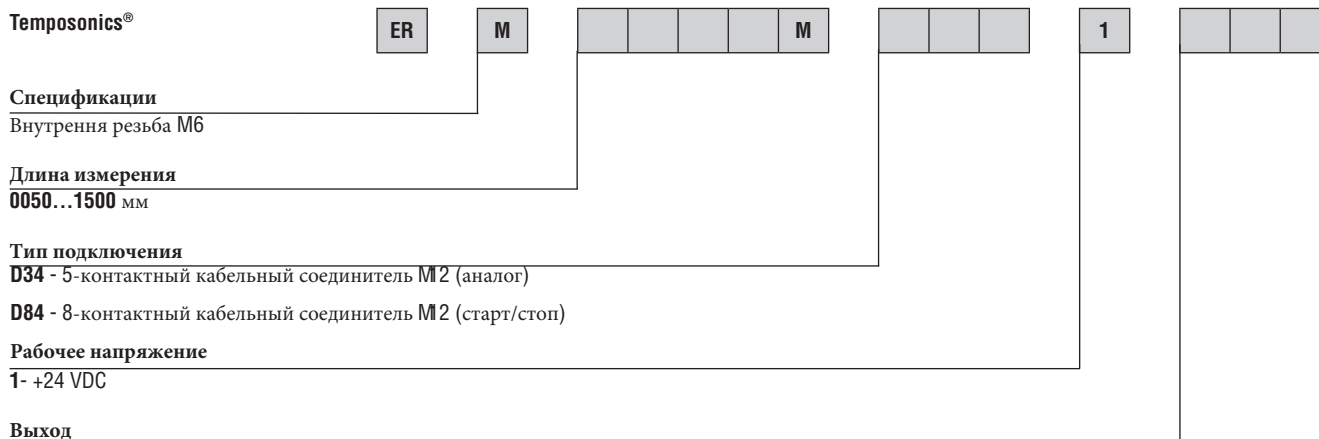 Temposonics® ER M M 1
Спецификации
Внутрення резьба M6
Длина измерения
0050...1500 мм
Тип подключения
D34 - 5-контактный кабельный соединитель M12 (аналог)
D84 - 8-контактный кабельный соединитель M12 (старт/стоп)
Рабочее напряжение
1- +24 VDC
Выход